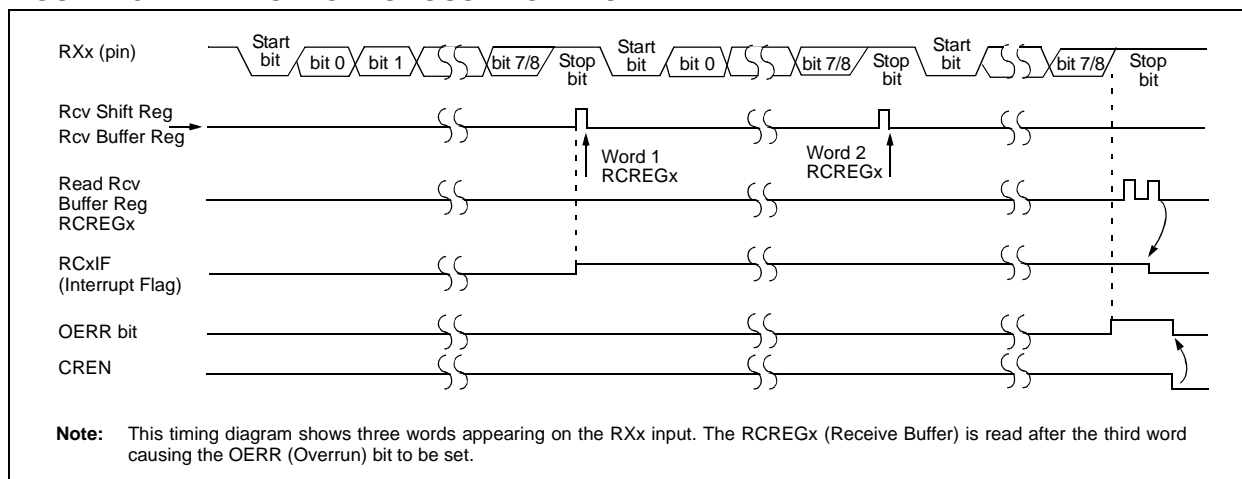 RXx (pin)
Start bit
bit 0
bit 1
bit 7/8
Stop bit
Start bit
bit 0
bit 7/8
Stop bit
Start bit
bit 7/8
Stop bit
Rcv Shift Reg
Rcv Buffer Reg
Word 1
RCREGx
Word 2
RCREGx
Read Rcv
Buffer Reg
RCREGx
RCxIF
(Interrupt Flag)
OERR bit
CREN
Note: This timing diagram shows three words appearing on the RXx input. The RCREGx (Receive Buffer) is read after the third word
causing the OERR (Overrun) bit to be set.